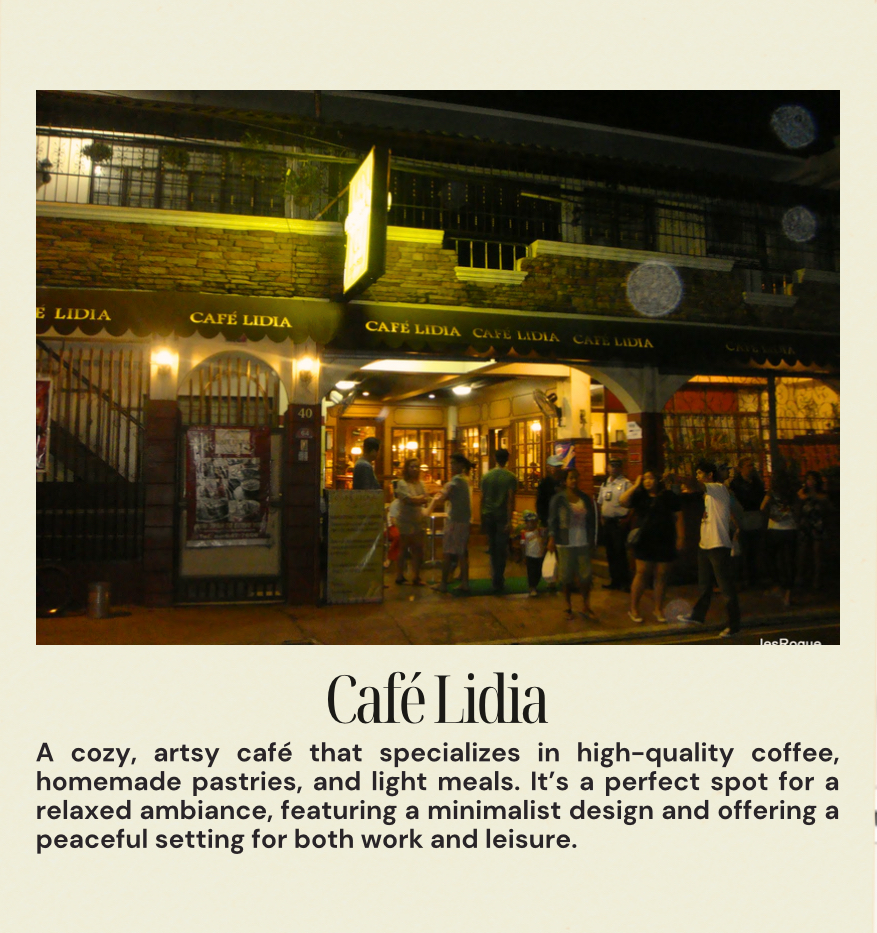 É LIDIA
CAFÉ LIDIA
CAFÉ LIDIA
CAFÉ LIDIA
CAFÉ LIDIA
CAFÉ LIDIA
40
JesRoque
Café Lidia
A cozy, artsy café that specializes in high-quality coffee,
homemade pastries, and light meals. It's a perfect spot for a
relaxed ambiance, featuring a minimalist design and offering a
peaceful setting for both work and leisure.